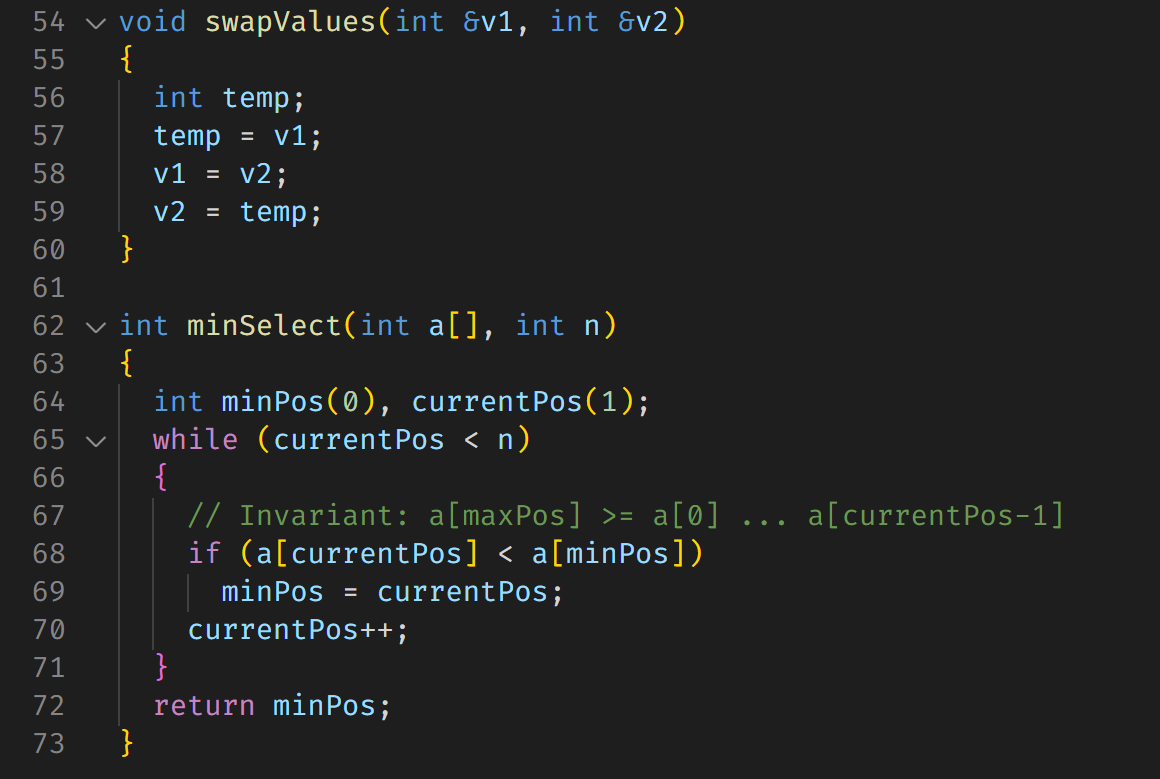 54 void swapValues(int &v1, int &v2)
55 {
56   int temp;
57   temp = v1;
58   v1 = v2;
59   v2 = temp;
60 }
61
62 int minSelect(int a[], int n)
63 {
64   int minPos(0), currentPos(1);
65   while (currentPos < n)
66   {
67     // Invariant: a[maxPos] >= a[0] ... a[currentPos-1]
68     if (a[currentPos] < a[minPos])
69       minPos = currentPos;
70     currentPos++;
71   }
72   return minPos;
73 }